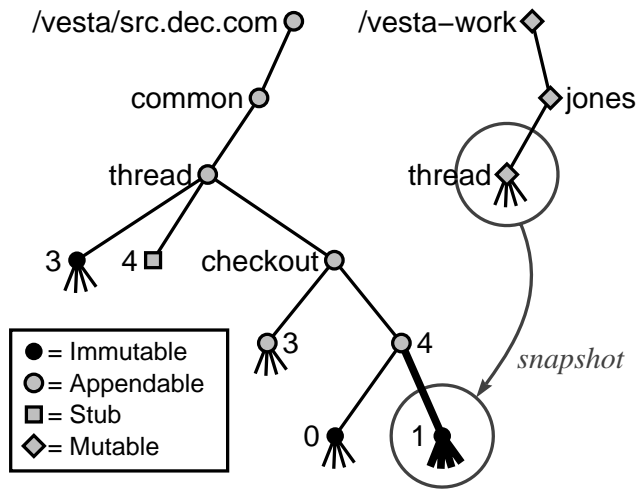 /vesta/src.dec.com
/vesta−work
common
jones
thread
thread
3
4
checkout
3
4
= Immutable
= Appendable
= Stub
= Mutable
snapshot
0
1